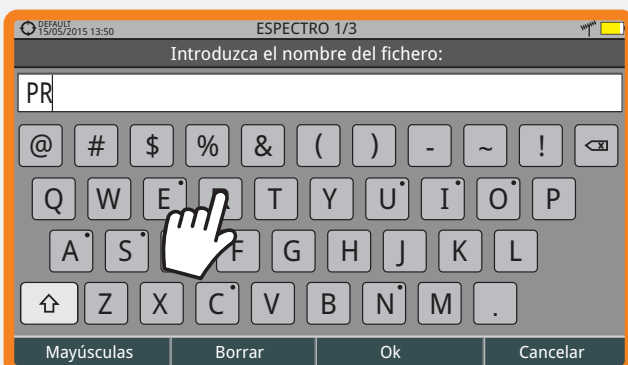 DEFAULT
15/05/2015 13:50
ESPECTRO 1/3
Introduzca el nombre del fichero:
PR
@ # $ % & ( ) - ~ !
Q W E R T Y U I O P
A S F G H J K L
Z X C V B N M .
Mayúsculas Borrar Ok Cancelar